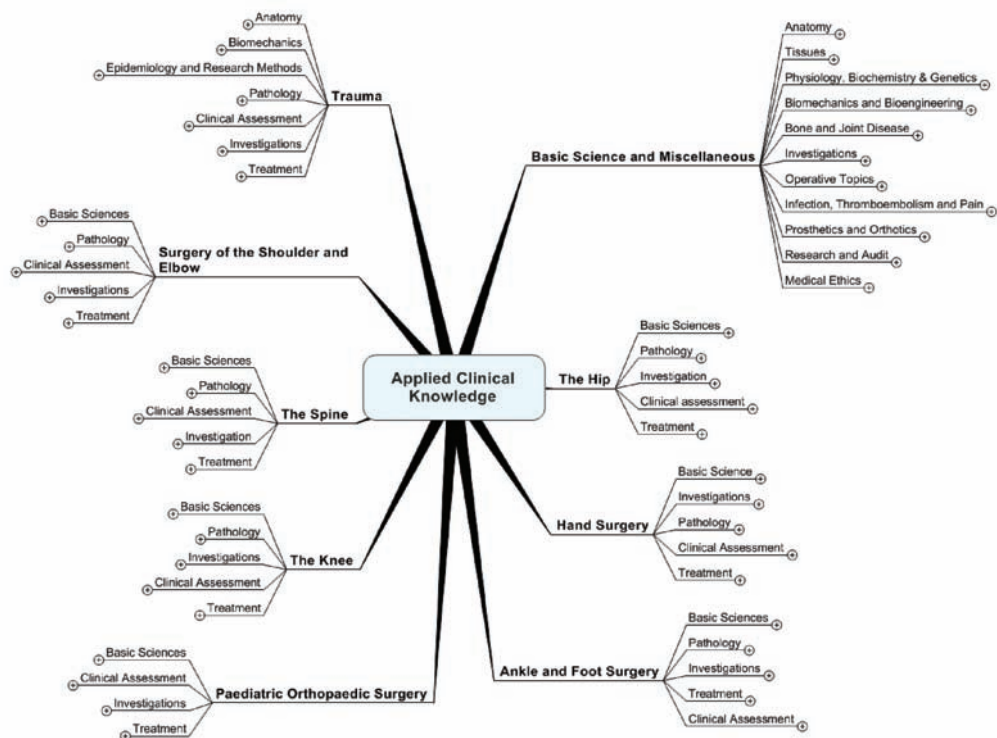 Anatomy
Biomechanics
Epidemiology and Research Methods
Pathology
Clinical Assessment
Investigations
Treatment
Trauma
Basic Sciences
Pathology
Clinical Assessment
Investigations
Treatment
Surgery of the Shoulder and
Elbow
Basic Sciences
Pathology
Clinical Assessment
Investigation
Treatment
The Spine
Basic Sciences
Pathology
Investigations
Clinical Assessment
Treatment
The Knee
Basic Sciences
Clinical Assessment
Investigations
Treatment
Paediatric Orthopaedic Surgery
Applied Clinical
Knowledge
Basic Science and Miscellaneous
Anatomy
Tissues
Physiology, Biochemistry & Genetics
Biomechanics and Bioengineering
Bone and Joint Disease
Investigations
Operative Topics
Infection, Thromboembolism and Pain
Prosthetics and Orthotics
Research and Audit
Medical Ethics
The Hip
Basic Sciences
Pathology
Investigation
Clinical assessment
Treatment
Hand Surgery
Basic Science
Investigations
Pathology
Clinical Assessment
Treatment
Ankle and Foot Surgery
Basic Sciences
Pathology
Investigations
Treatment
Clinical Assessment